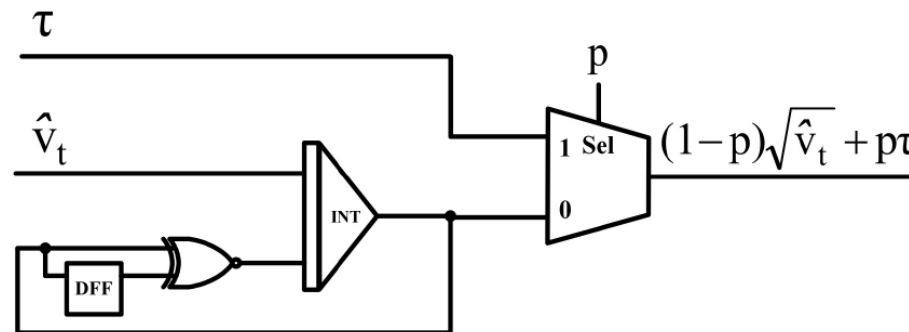 τ
p
v̂ₜ
1 Sel
(1−p)√v̂ₜ + pτ
INT
0
DFF